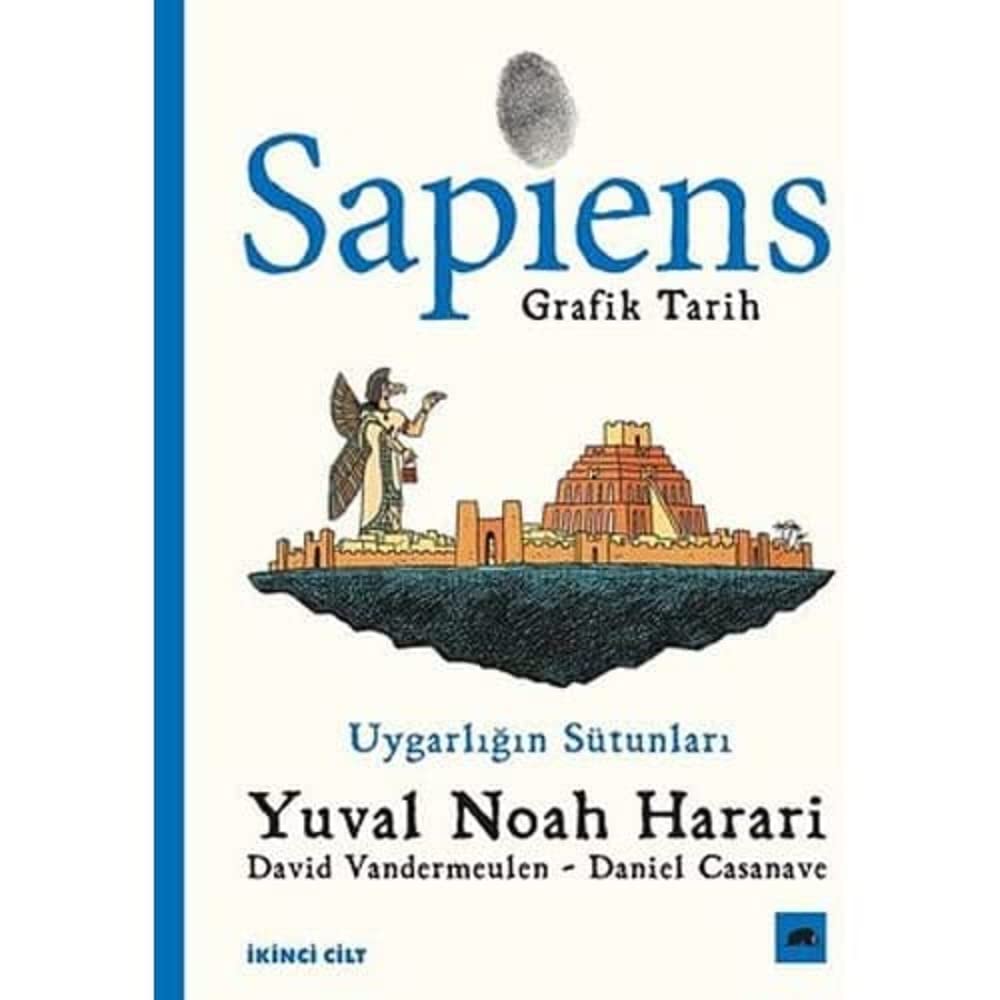 Sapiens
Grafik Tarih
Uygarlığın Sütunları
Yuval Noah Harari
David Vandermeulen - Daniel Casanave
İKİNCİ CİLT